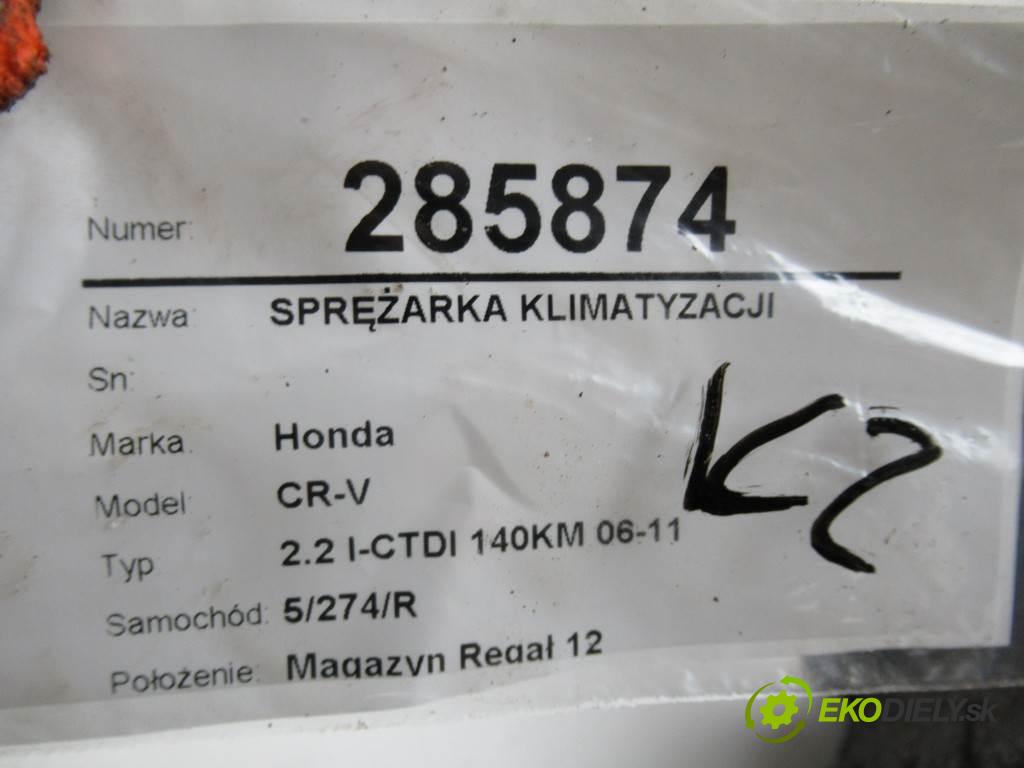 Numer: 285874
Nazwa: SPRĘŻARKA KLIMATYZACJI
Sn:
Marka: Honda
Model CR-V
Typ 2.2 I-CTDI 140KM 06-11
Samochód: 5/274/R
Położenie: Magazyn Regał 12
EKODIELY.sk